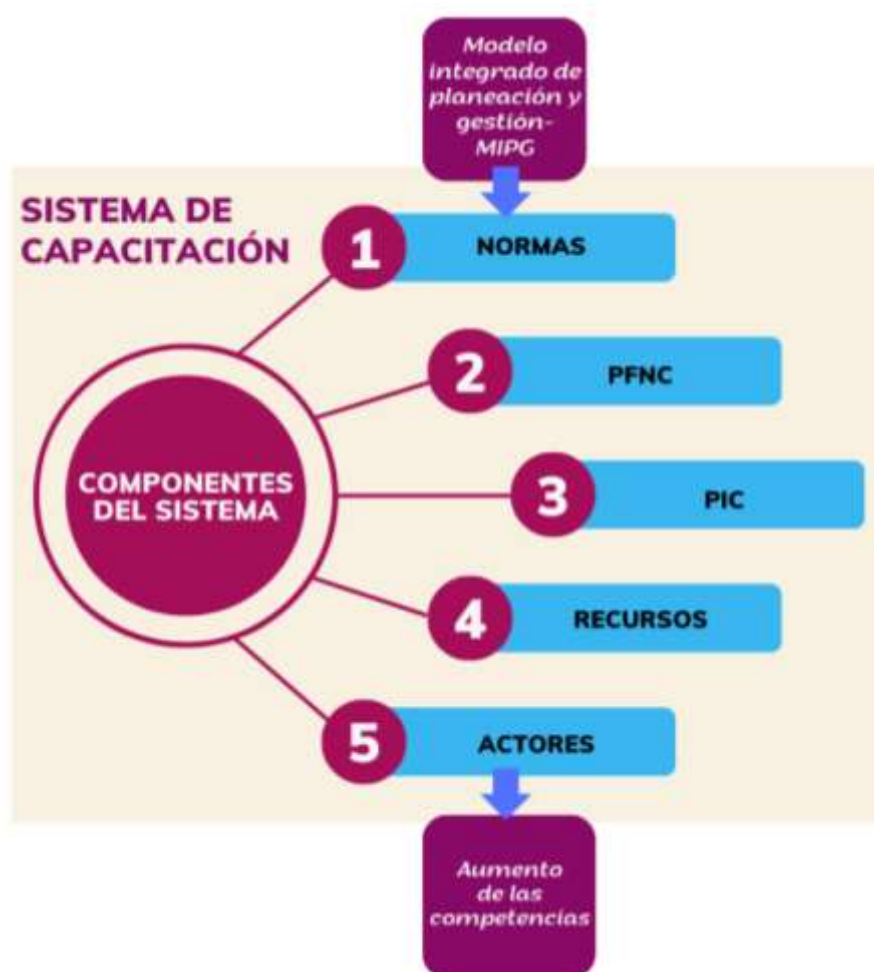 Modelo
integrado de
planeación y
gestión-
MIPG
SISTEMA DE
CAPACITACIÓN
1
NORMAS
2
PFNC
3
PIC
COMPONENTES
DEL SISTEMA
4
RECURSOS
5
ACTORES
Aumento
de las
competencias